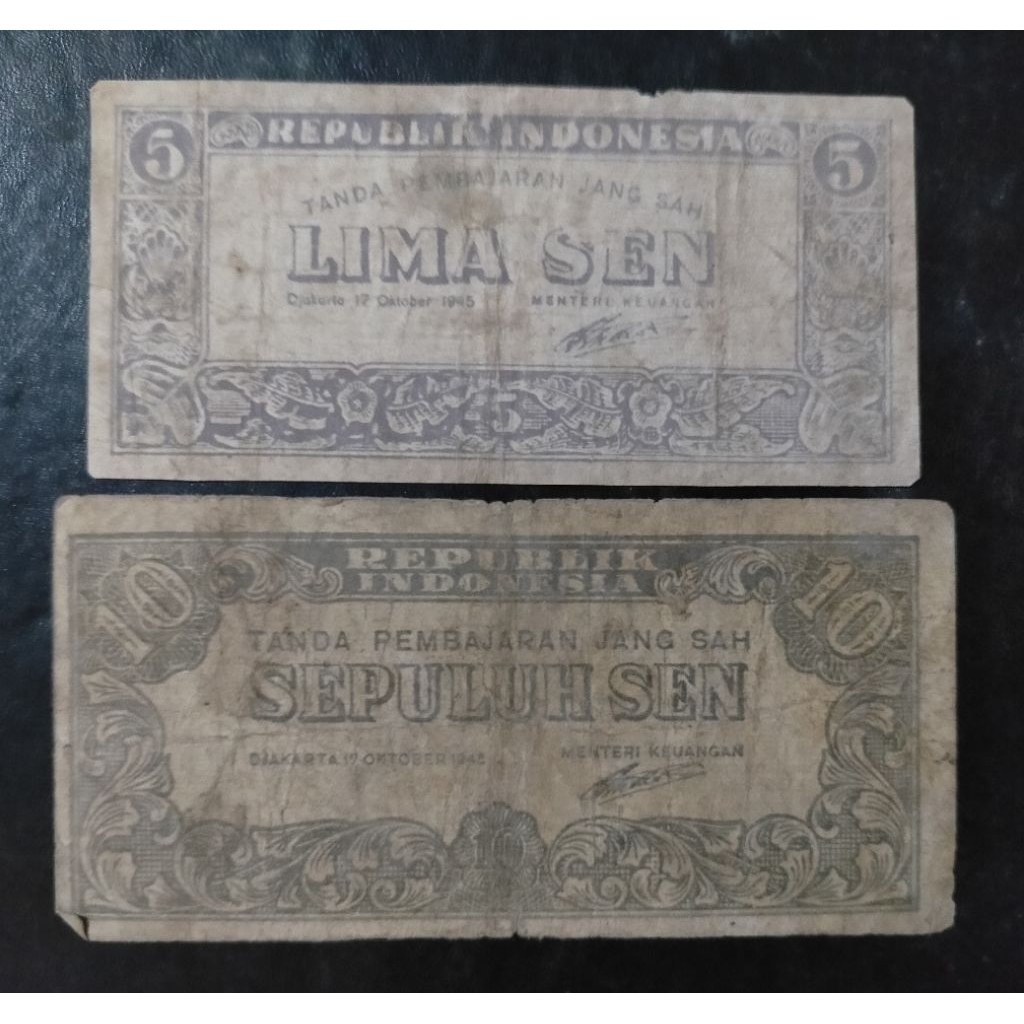 5 REPUBLIK INDONESIA 5
TANDA PEMBAJARAN JANG SAH
LIMA SEN
Djakarta 17 Oktober 1945 MENTERI KEUANGAN
5
REPUBLIK
10 INDONESIA 10
TANDA PEMBAJARAN JANG SAH
SEPULUH SEN
DJAKARTA 17 OKTOBER 1945 MENTERI KEUANGAN
10